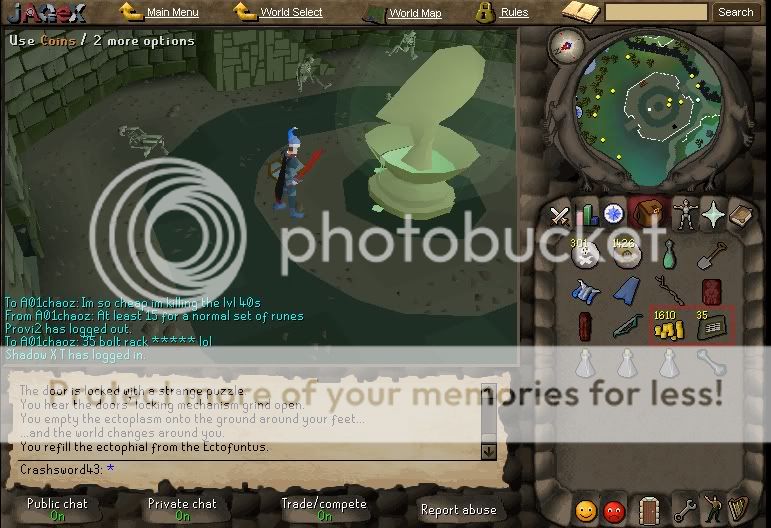 JAGEX
Main Menu
World Select
World Map
Rules
Search
Use Coins / 2 more options
301
1426
1610
35
photobucket
To A01chaoz: Im so cheap im killing the lvl 40s
From A01chaoz: At least 15 for a normal set of runes
Provi2 has logged out.
To A01chaoz: 35 bolt rack ***** lol
Shadow X T has logged in.
of your memories for less!
The door is locked with a strange puzzle
You hear the doors' locking mechanism grind open.
You empty the ectoplasm onto the ground around your feet...
...and the world changes around you.
You refill the ectophial from the Ectofuntus.
Crashsword43: *
Public chat
On
Private chat
On
Trade/compete
On
Report abuse